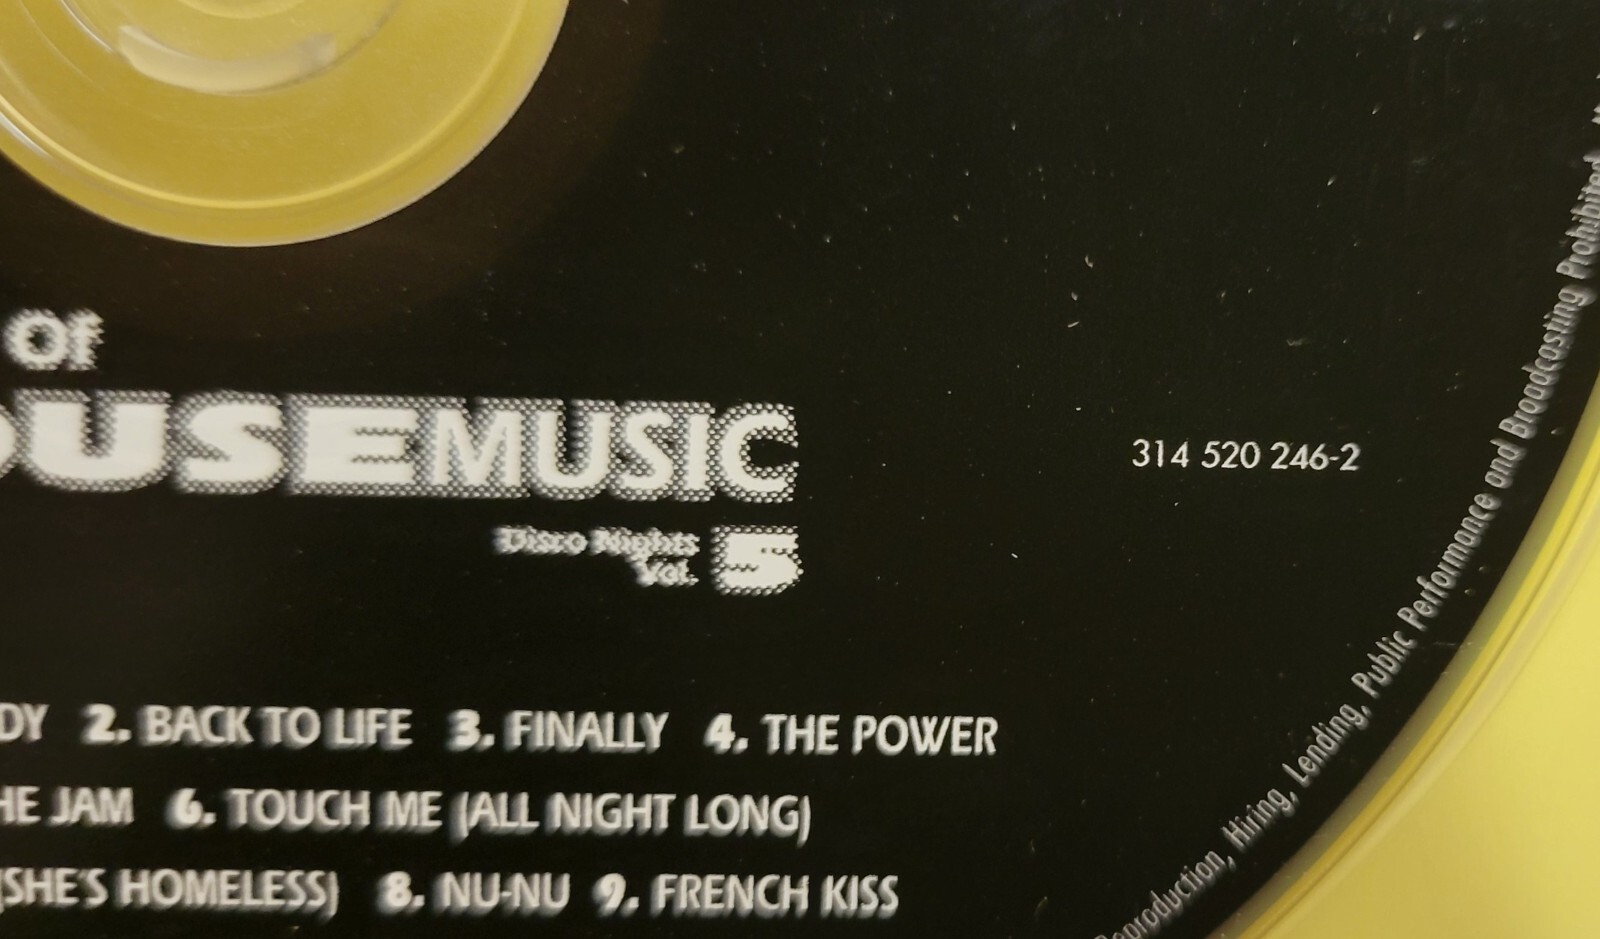 Of
OUSEMUSIC
314 520 246-2
Disco Nights
Vol. 5
DY 2. BACK TO LIFE 3. FINALLY 4. THE POWER
HE JAM 6. TOUCH ME (ALL NIGHT LONG)
(SHE'S HOMELESS) 8. NU-NU 9. FRENCH KISS
Reproduction, Hiring, Lending, Public Performance and Broadcasting Prohibited.